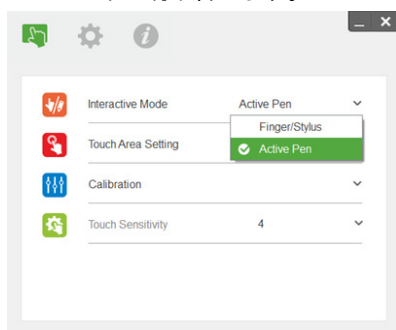 Interactive Mode Active Pen
Finger/Stylus
Touch Area Setting
Active Pen
Calibration
Touch Sensitivity 4